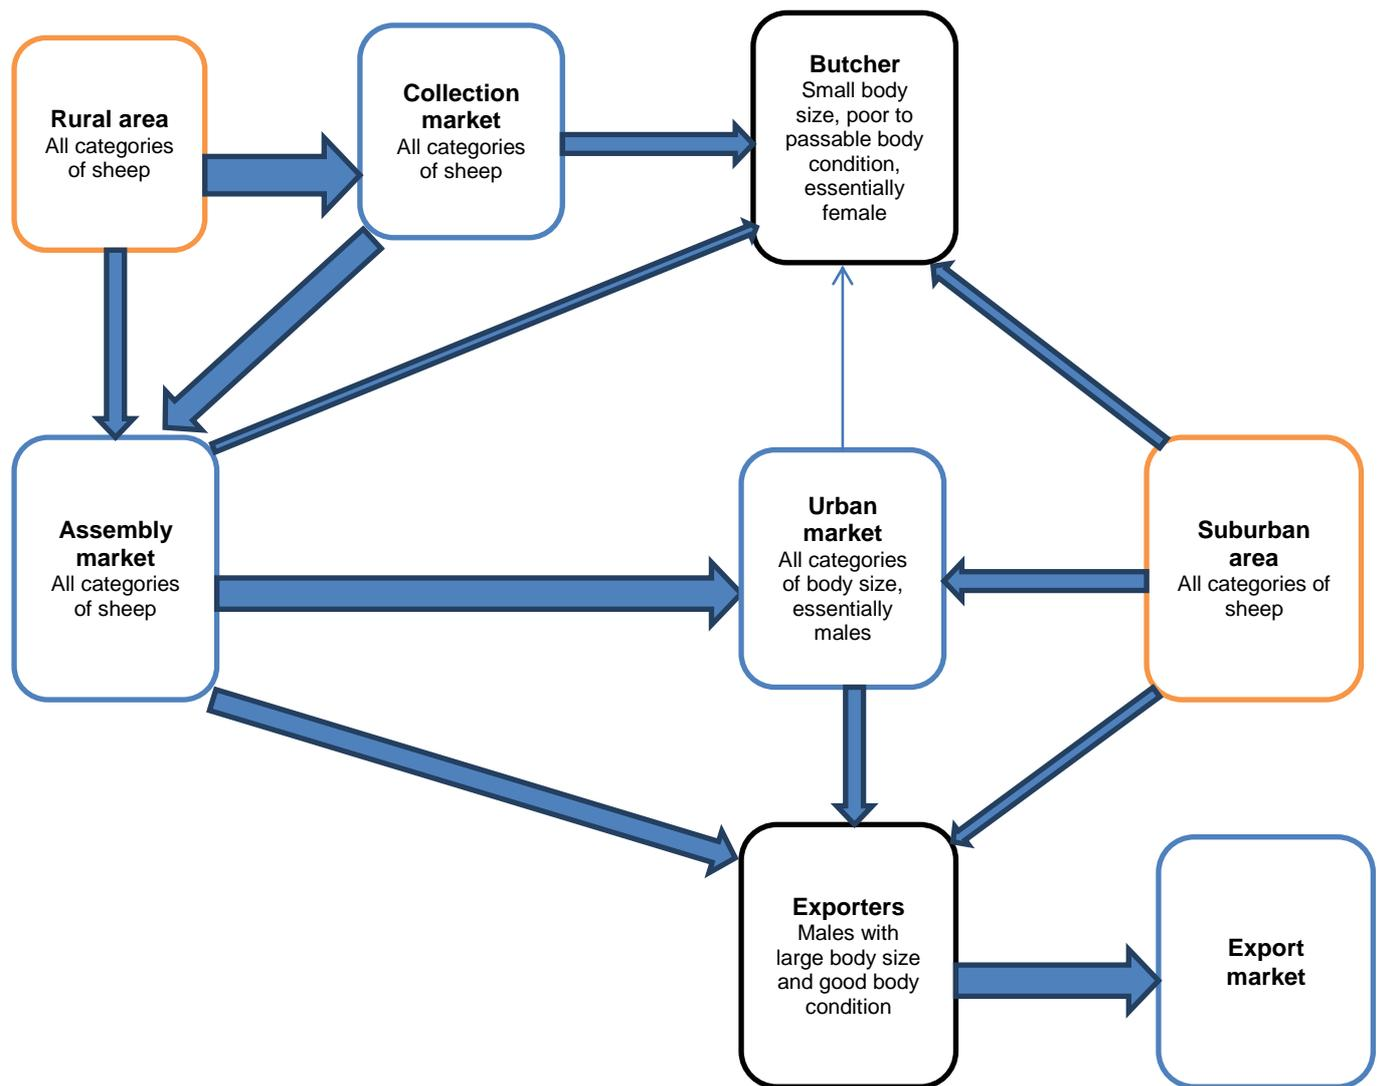 Rural area
All categories
of sheep
Collection
market
All categories
of sheep
Butcher
Small body
size, poor to
passable body
condition,
essentially
female
Assembly
market
All categories
of sheep
Urban
market
All categories
of body size,
essentially
males
Suburban
area
All categories of
sheep
Exporters
Males with
large body size
and good body
condition
Export
market